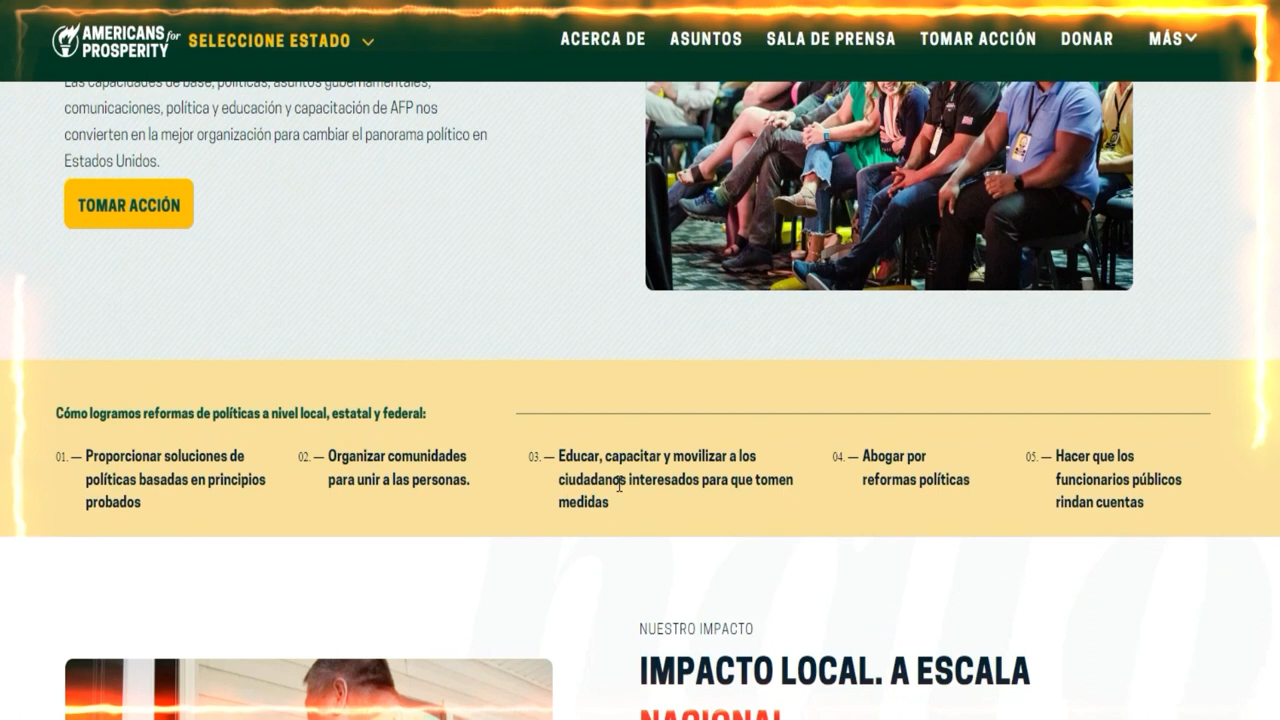 AMERICANS for
PROSPERITY
SELECCIONE ESTADO
ACERCA DE ASUNTOS SALA DE PRENSA TOMAR ACCIÓN DONAR MÁS
Las capacidades de base, políticas, asuntos gubernamentales,
comunicaciones, política y educación y capacitación de AFP nos
convierten en la mejor organización para cambiar el panorama político en
Estados Unidos.
TOMAR ACCIÓN
Cómo logramos reformas de políticas a nivel local, estatal y federal:
01. — Proporcionar soluciones de
políticas basadas en principios
probados
02. — Organizar comunidades
para unir a las personas.
03. — Educar, capacitar y movilizar a los
ciudadanos interesados para que tomen
medidas
04. — Abogar por
reformas políticas
05. — Hacer que los
funcionarios públicos
rindan cuentas
NUESTRO IMPACTO
IMPACTO LOCAL. A ESCALA
NACIONAL